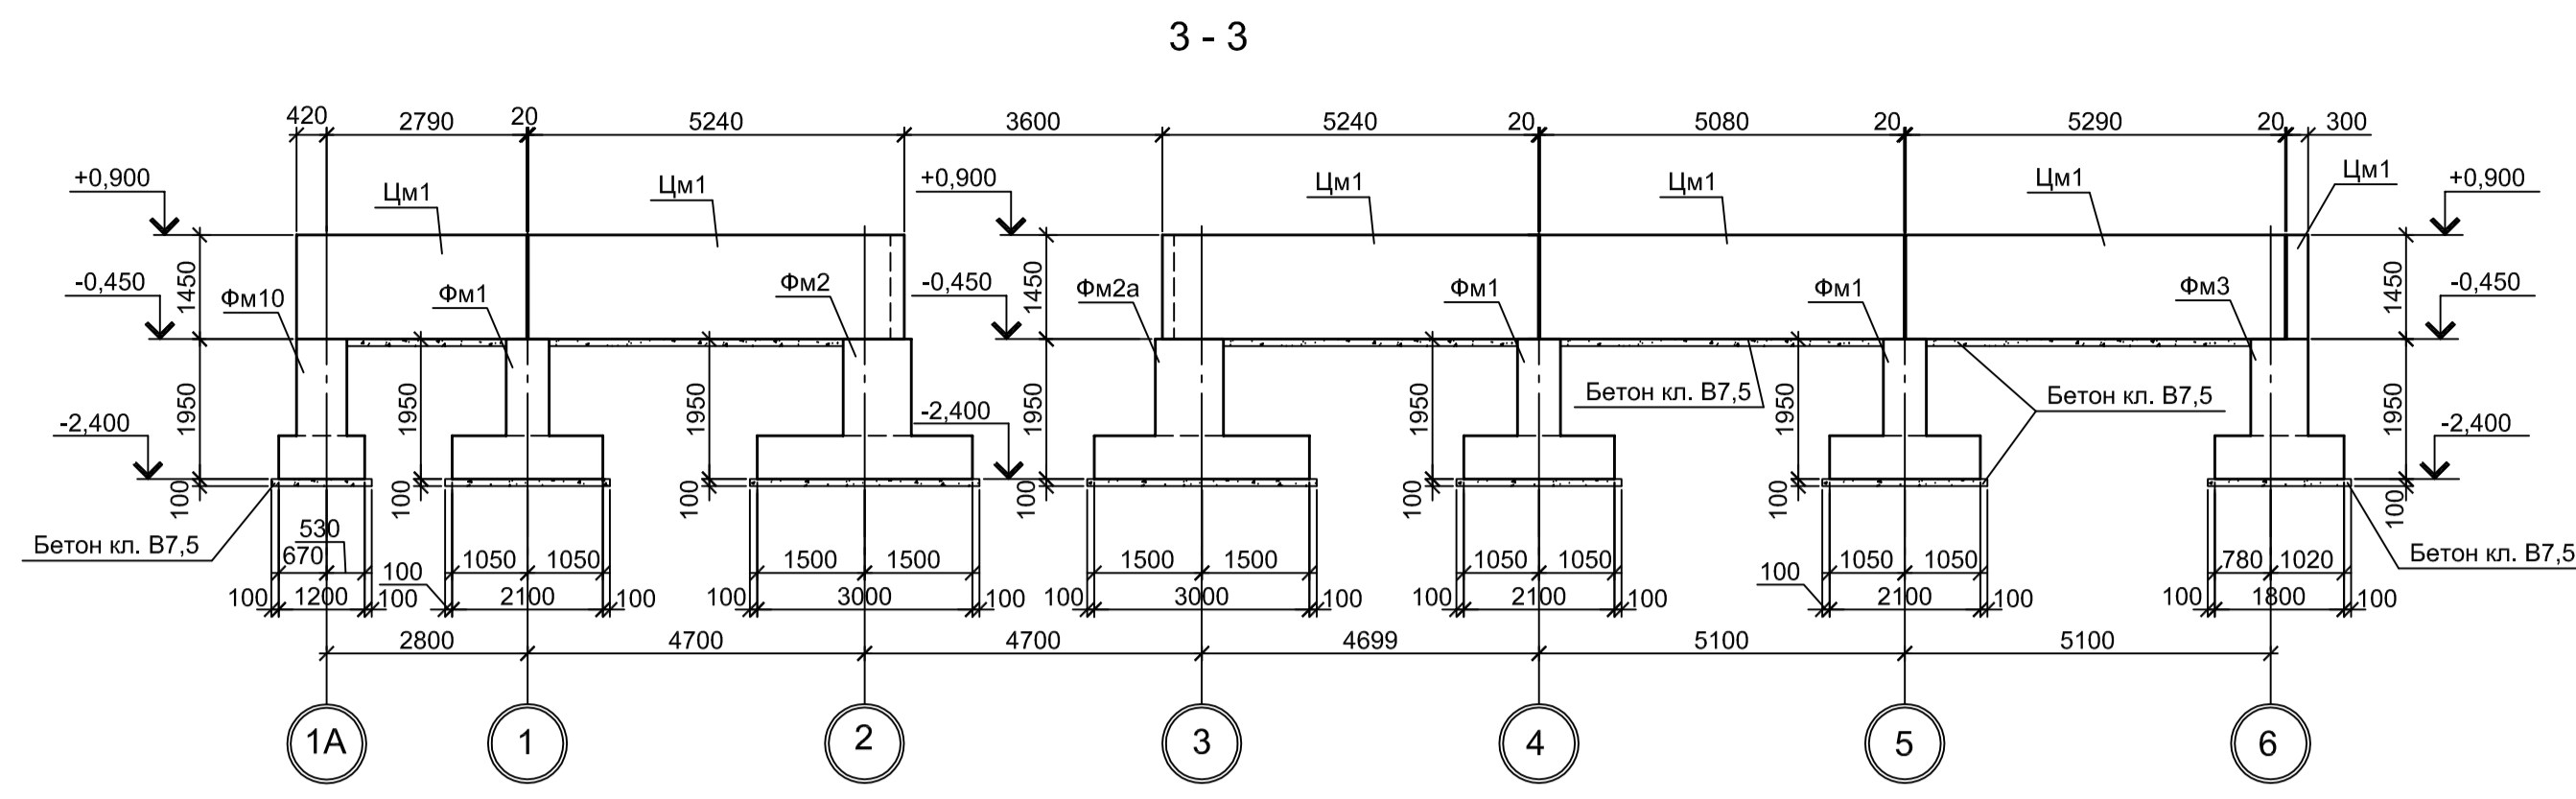 3 - 3
420 2790 20 5240 3600 5240 20 5080 20 5290 20 300
+0,900 Цм1 Цм1 +0,900 Цм1 Цм1 Цм1 Цм1 +0,900
-0,450 Фм10 Фм1 Фм2 -0,450 Фм2а Фм1 Фм1 Фм3 -0,450
1450 1450 1450
Бетон кл. В7,5 Бетон кл. В7,5
1950 1950 1950 1950 1950 1950 1950
-2,400 -2,400 -2,400
100 100 100 100 100 100 100
Бетон кл. В7,5 530 Бетон кл. В7,5
670 1050 1050 1500 1500 1500 1500 1050 1050 1050 1050 780 1020
100 1200 100 100 2100 100 100 3000 100 100 3000 100 100 2100 100 100 2100 100 100 1800 100
2800 4700 4700 4699 5100 5100
1А 1 2 3 4 5 6